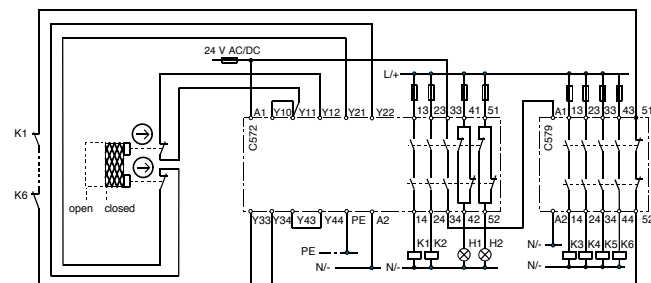 24 V AC/DC
L/+
13 23 33 41 51
A1 13 23 33 43 51
A1 Y10 Y11 Y12 Y21 Y22
C572
C579
K1
K6
open closed
Y33 Y34 Y43 Y44 PE A2
14 24 34 42 52
A2 14 24 34 44 52
K1 K2 H1 H2
N/- K3 K4 K5 K6
PE
N/- N/- N/-